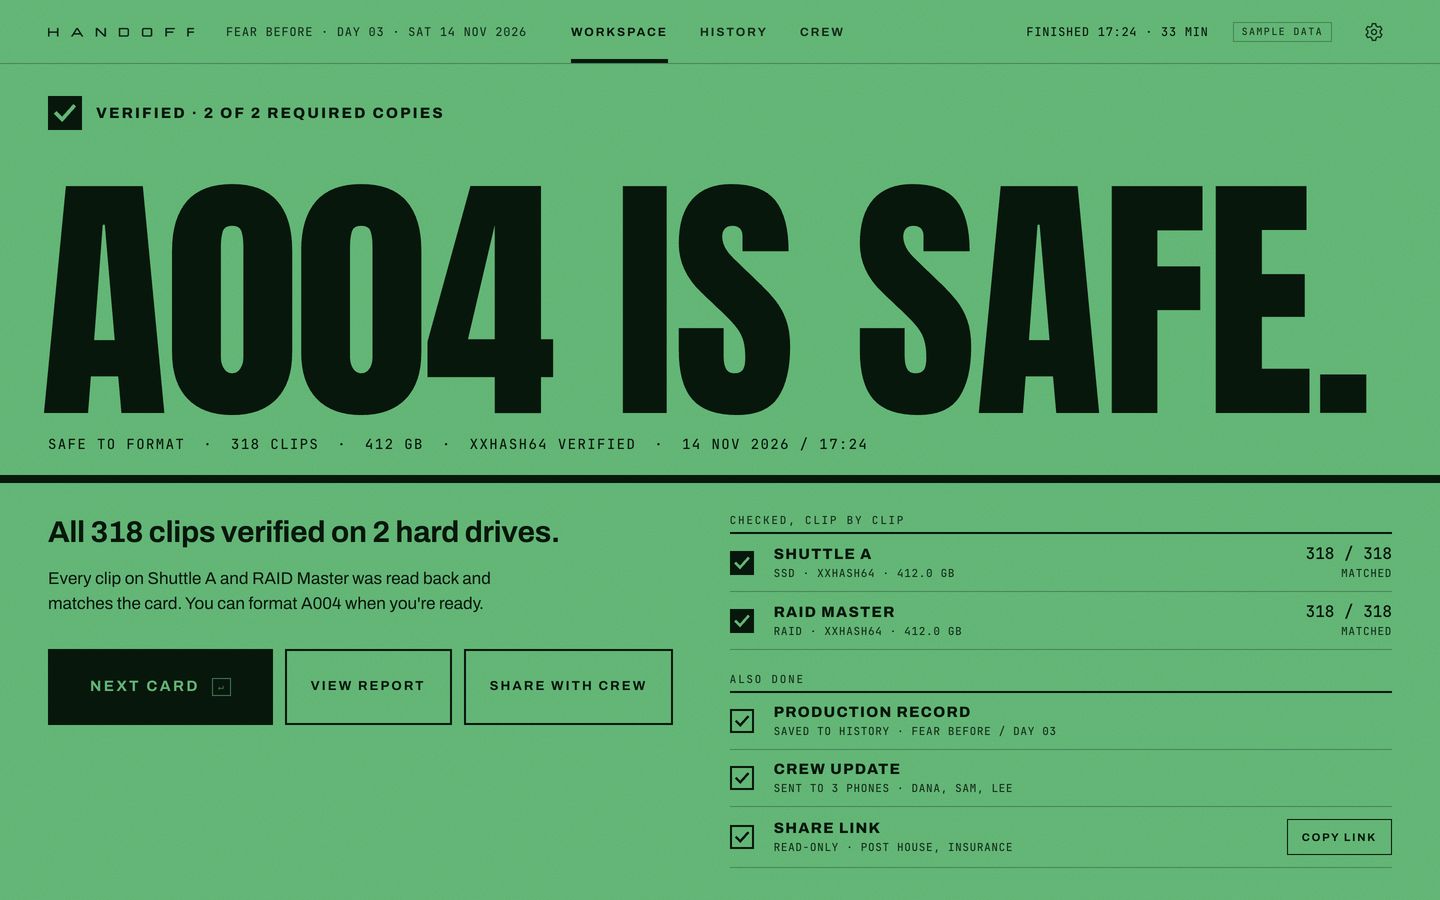 HANDOFF FEAR BEFORE · DAY 03 · SAT 14 NOV 2026 WORKSPACE HISTORY CREW FINISHED 17:24 · 33 MIN SAMPLE DATA
VERIFIED · 2 OF 2 REQUIRED COPIES
A004 IS SAFE.
SAFE TO FORMAT · 318 CLIPS · 412 GB · XXHASH64 VERIFIED · 14 NOV 2026 / 17:24
All 318 clips verified on 2 hard drives.
Every clip on Shuttle A and RAID Master was read back and
matches the card. You can format A004 when you're ready.
NEXT CARD ↵ VIEW REPORT SHARE WITH CREW
CHECKED, CLIP BY CLIP
SHUTTLE A 318 / 318
SSD · XXHASH64 · 412.0 GB MATCHED
RAID MASTER 318 / 318
RAID · XXHASH64 · 412.0 GB MATCHED
ALSO DONE
PRODUCTION RECORD
SAVED TO HISTORY · FEAR BEFORE / DAY 03
CREW UPDATE
SENT TO 3 PHONES · DANA, SAM, LEE
SHARE LINK
READ-ONLY · POST HOUSE, INSURANCE
COPY LINK